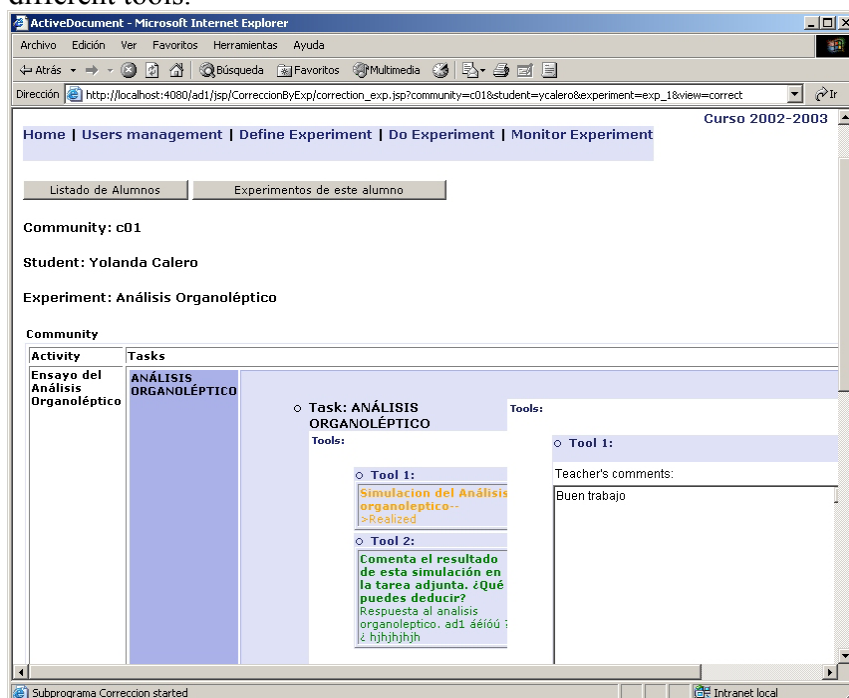 different tools.
ActiveDocument - Microsoft Internet Explorer
Archivo Edición Ver Favoritos Herramientas Ayuda
Atrás Búsqueda Favoritos Multimedia
Dirección http://localhost:4080/ad1/jsp/CorreccionByExp/correction_exp.jsp?community=c01&student=ycalero&experiment=exp_1&view=correct Ir
Curso 2002-2003
Home | Users management | Define Experiment | Do Experiment | Monitor Experiment
Listado de Alumnos Experimentos de este alumno
Community: c01
Student: Yolanda Calero
Experiment: Análisis Organoléptico
Community
Activity Tasks
Ensayo del
Análisis
Organoléptico
ANÁLISIS
ORGANOLÉPTICO
Task: ANÁLISIS
ORGANOLÉPTICO
Tools:
Tool 1:
Simulacion del Análisis
organoleptico--
>Realized
Tool 2:
Comenta el resultado
de esta simulación en
la tarea adjunta. ¿Qué
puedes deducir?
Respuesta al analisis
organoleptico. ad1 áéíóú ?
¿ hjhjhjhjh
Tools:
Tool 1:
Teacher's comments:
Buen trabajo
Subprograma Correccion started Intranet local